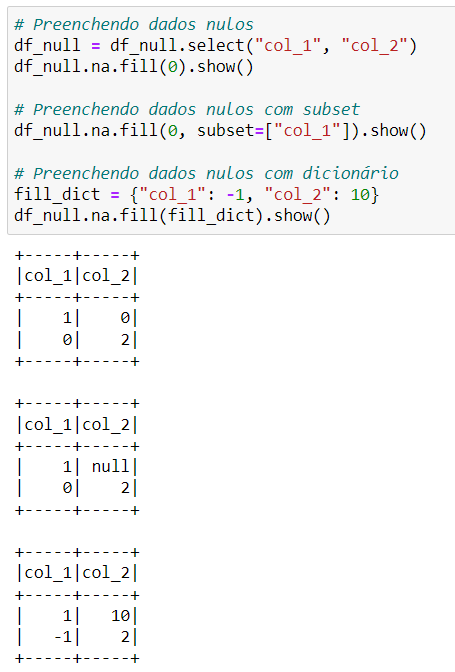 # Preenchendo dados nulos
df_null = df_null.select("col_1", "col_2")
df_null.na.fill(0).show()

# Preenchendo dados nulos com subset
df_null.na.fill(0, subset=["col_1"]).show()

# Preenchendo dados nulos com dicionário
fill_dict = {"col_1": -1, "col_2": 10}
df_null.na.fill(fill_dict).show()

+-----+-----+
|col_1|col_2|
+-----+-----+
|    1|    0|
|    0|    2|
+-----+-----+

+-----+-----+
|col_1|col_2|
+-----+-----+
|    1| null|
|    0|    2|
+-----+-----+

+-----+-----+
|col_1|col_2|
+-----+-----+
|    1|   10|
|   -1|    2|
+-----+-----+